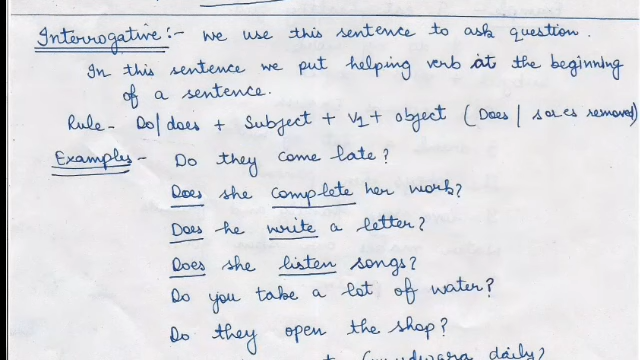 Interrogative :- We use this sentence to ask question.
In this sentence we put helping verb at the beginning
of a sentence.
Rule - Do/does + Subject + V1 + object (Does / s or es removed)
Examples - Do they come late?
Does she complete her work?
Does he write a letter?
Does she listen songs?
Do you take a lot of water?
Do they open the shop?
daily?